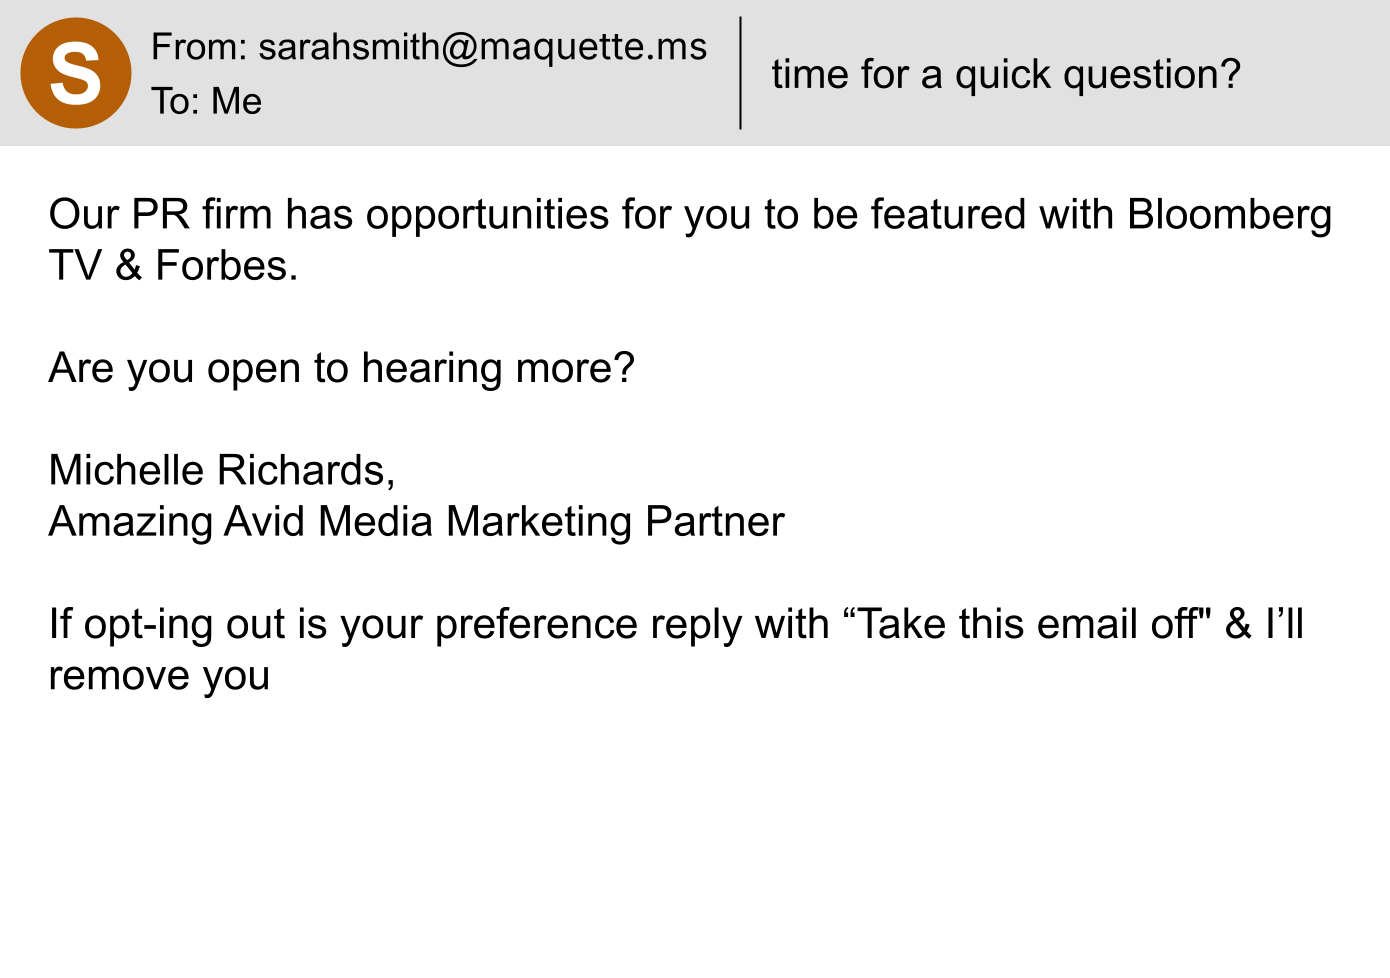 S
From: sarahsmith@maquette.ms
To: Me
time for a quick question?
Our PR firm has opportunities for you to be featured with Bloomberg
TV & Forbes.
Are you open to hearing more?
Michelle Richards,
Amazing Avid Media Marketing Partner
If opt-ing out is your preference reply with “Take this email off" & I’ll
remove you